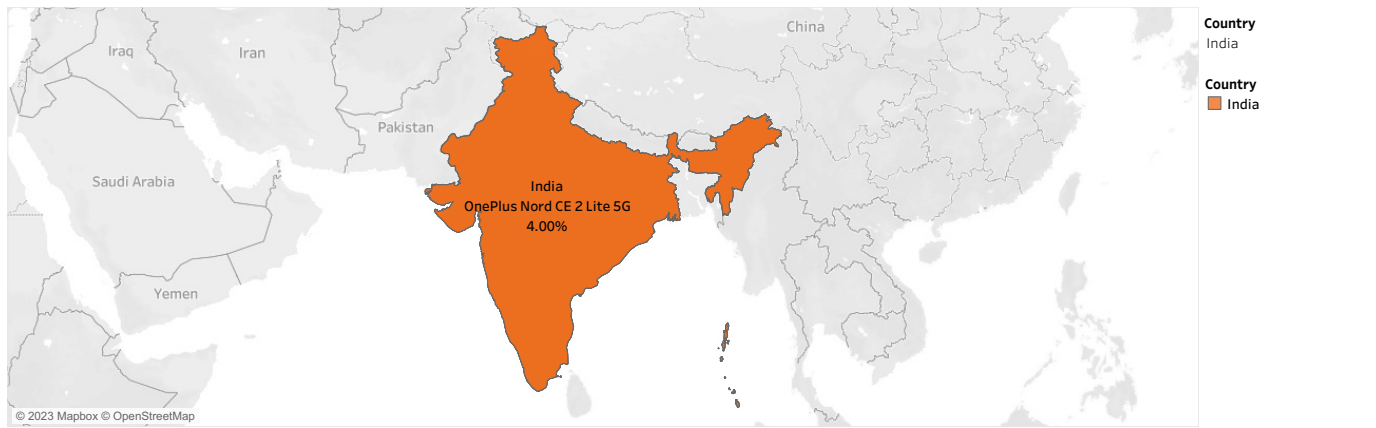 Iraq
Iran
China
Pakistan
Saudi Arabia
Yemen
India
OnePlus Nord CE 2 Lite 5G
4.00%
© 2023 Mapbox © OpenStreetMap
Country
India
Country
India